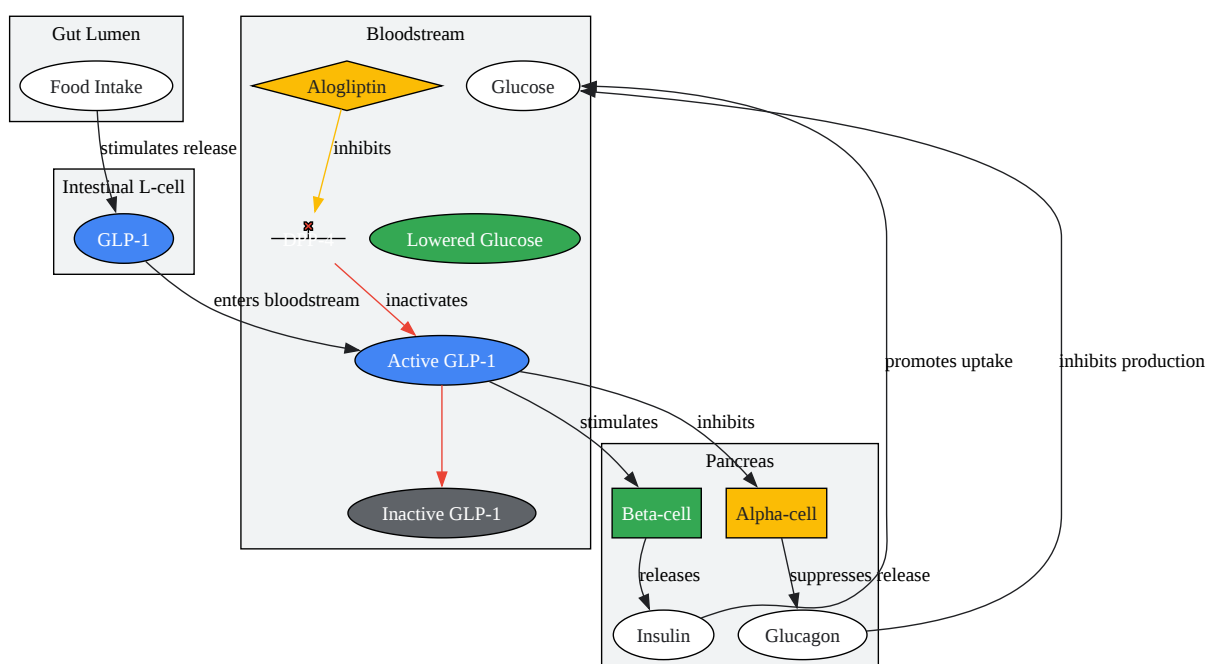 Gut Lumen
Bloodstream
Food Intake
Alogliptin
Glucose
stimulates release
inhibits
Intestinal L-cell
GLP-1
Lowered Glucose
enters bloodstream
inactivates
Active GLP-1
promotes uptake
inhibits production
stimulates
inhibits
Pancreas
Inactive GLP-1
Beta-cell
Alpha-cell
releases
suppresses release
Insulin
Glucagon